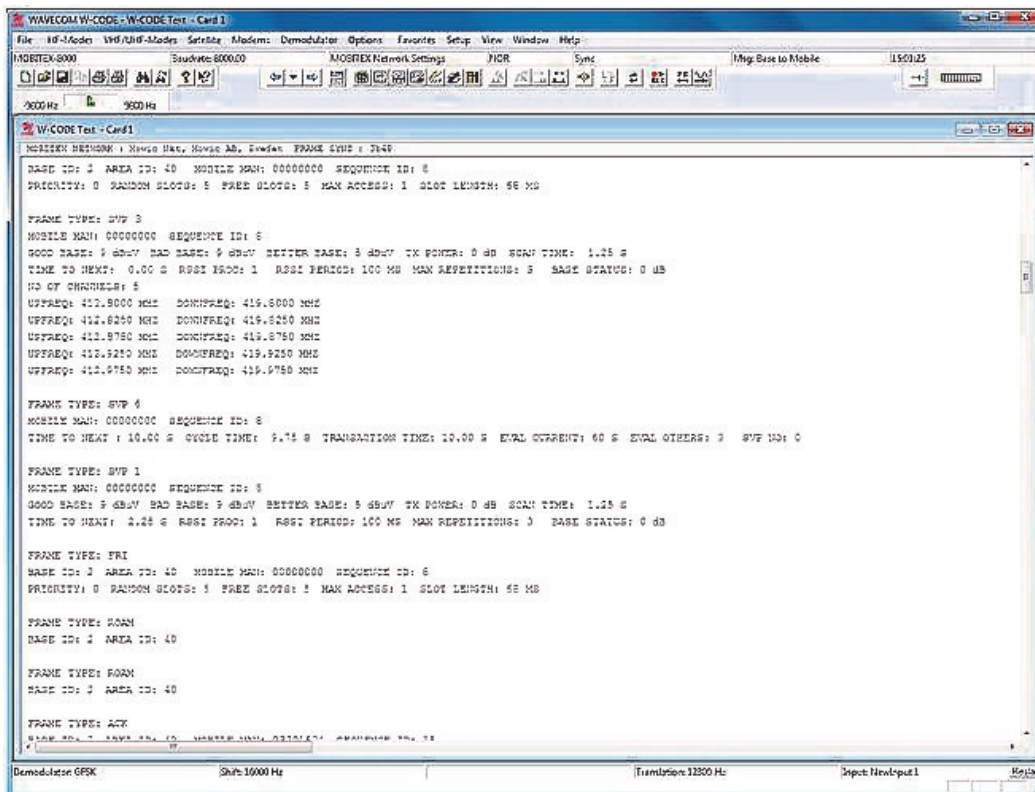 WAVECOM W-CODE - W-CODE Text - Card 1
File HF-Modes VHF/UHF-Modes Satellite Modems Demodulator Options Favorites Setup View Window Help
MOBITEX-8000 Baudrate: 8000.00 MOBITEX Network Settings NOR Sync Msg: Base to Mobile 15:01:25
-9600 Hz 9600 Hz
W-CODE Text - Card 1
MOBITEX NETWORK : Mowic Nat, Mowic AB, Sweden FRAME SYNC :
BASE ID: 2 AREA ID: 40 MOBILE MAN: 00000000 SEQUENCE ID: 6
PRIORITY: 0 RANDOM SLOTS: 5 FREE SLOTS: 5 MAX ACCESS: 1 SLOT LENGTH: 58 MS
FRAME TYPE: SVP 3
MOBILE MAN: 00000000 SEQUENCE ID: 6
GOOD BASE: 9 dBuV BAD BASE: 9 dBuV BETTER BASE: 5 dBuV TX POWER: 0 dB SCAN TIME: 1.25 S
TIME TO NEXT: 0.00 S RSSI PROC: 1 RSSI PERIOD: 100 MS MAX REPETITIONS: 3 BASE STATUS: 0 dB
NO OF CHANNELS: 5
UPFREQ: 412.8000 MHZ DOWNFREQ: 419.8000 MHZ
UPFREQ: 412.8250 MHZ DOWNFREQ: 419.8250 MHZ
UPFREQ: 412.8750 MHZ DOWNFREQ: 419.8750 MHZ
UPFREQ: 412.9250 MHZ DOWNFREQ: 419.9250 MHZ
UPFREQ: 412.9750 MHZ DOWNFREQ: 419.9750 MHZ
FRAME TYPE: SVP 6
MOBILE MAN: 00000000 SEQUENCE ID: 6
TIME TO NEXT : 10.00 S CYCLE TIME: 9.75 S TRANSACTION TIME: 10.00 S EVAL CURRENT: 60 S EVAL OTHERS: 3 SVP NO: 0
FRAME TYPE: SVP 1
MOBILE MAN: 00000000 SEQUENCE ID: 6
GOOD BASE: 9 dBuV BAD BASE: 9 dBuV BETTER BASE: 5 dBuV TX POWER: 0 dB SCAN TIME: 1.25 S
TIME TO NEXT: 2.25 S RSSI PROC: 1 RSSI PERIOD: 100 MS MAX REPETITIONS: 3 BASE STATUS: 0 dB
FRAME TYPE: FRI
BASE ID: 2 AREA ID: 40 MOBILE MAN: 00000000 SEQUENCE ID: 6
PRIORITY: 0 RANDOM SLOTS: 5 FREE SLOTS: 5 MAX ACCESS: 1 SLOT LENGTH: 58 MS
FRAME TYPE: ROAM
BASE ID: 2 AREA ID: 40
FRAME TYPE: ROAM
BASE ID: 2 AREA ID: 40
FRAME TYPE: ACK
Demodulator: GFSK Shift: 16000 Hz Translation: 12300 Hz Input: NewInput 1